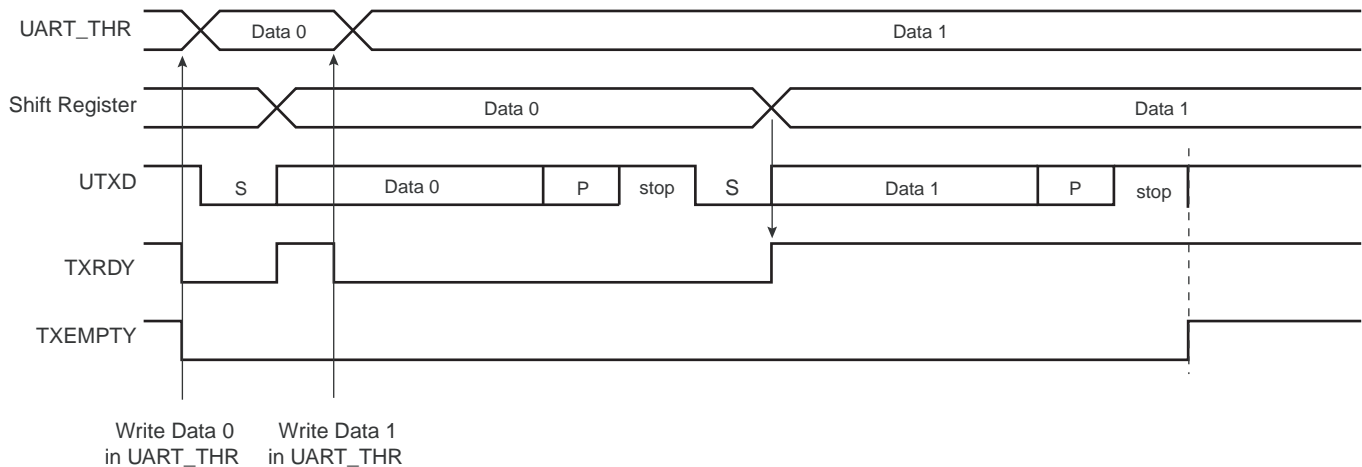 UART_THR
Data 0
Data 1
Shift Register
Data 0
Data 1
UTXD
S
Data 0
P
stop
S
Data 1
P
stop
TXRDY
TXEMPTY
Write Data 0
in UART_THR
Write Data 1
in UART_THR